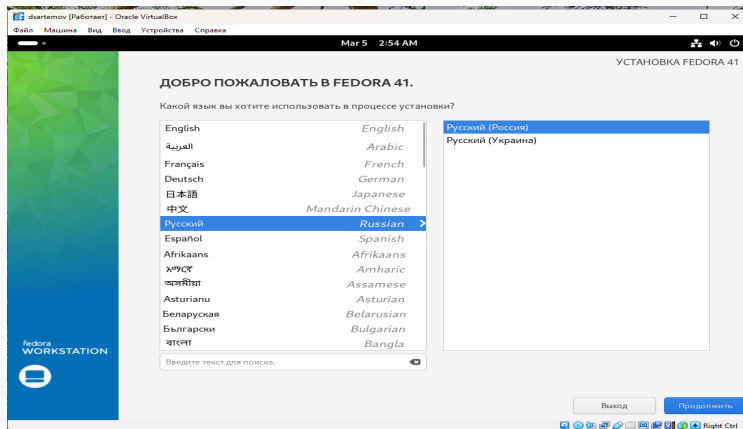 dsartemov [Работает] - Oracle VirtualBox
Файл Машина Вид Ввод Устройства Справка
Mar 5 2:54 AM
УСТАНОВКА FEDORA 41
ДОБРО ПОЖАЛОВАТЬ В FEDORA 41.
Какой язык вы хотите использовать в процессе установки?
English English
العربية Arabic
Français French
Deutsch German
日本語 Japanese
中文 Mandarin Chinese
Русский Russian
Español Spanish
Afrikaans Afrikaans
አማርኛ Amharic
অসমীয়া Assamese
Asturianu Asturian
Беларуская Belarusian
Български Bulgarian
বাংলা Bangla
Введите текст для поиска.
Русский (Россия)
Русский (Украина)
fedora
WORKSTATION
Выход
Продолжить
Right Ctrl